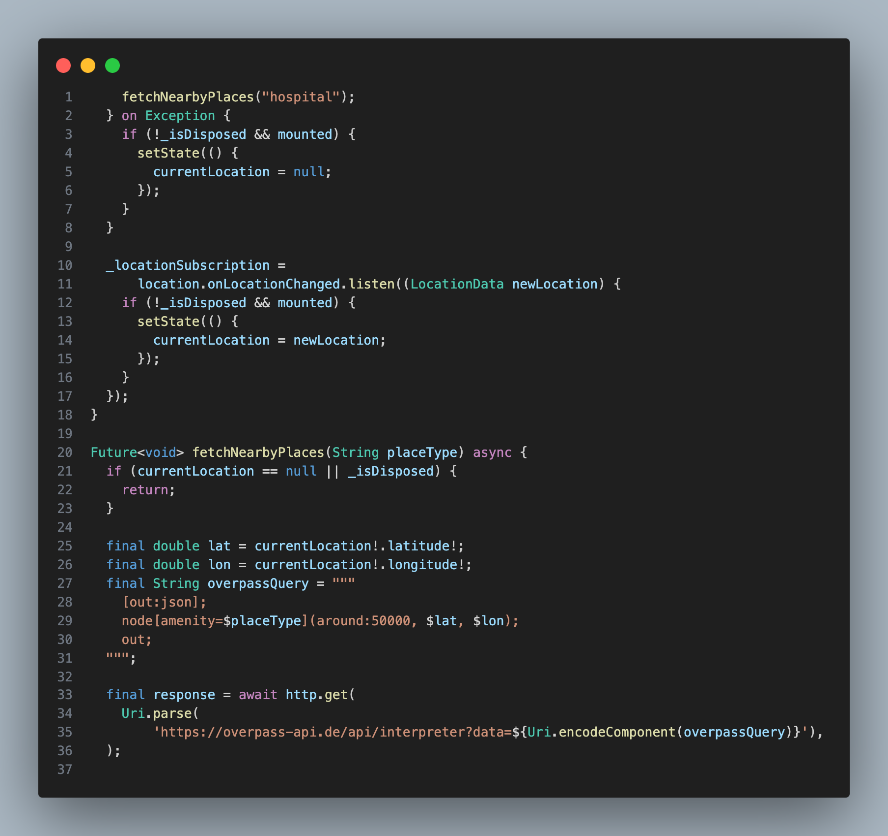 1 fetchNearbyPlaces("hospital");
2 } on Exception {
3 if (!_isDisposed && mounted) {
4 setState(() {
5 currentLocation = null;
6 });
7 }
8 }
9
10 _locationSubscription =
11 location.onLocationChanged.listen((LocationData newLocation) {
12 if (!_isDisposed && mounted) {
13 setState(() {
14 currentLocation = newLocation;
15 });
16 }
17 });
18 }
19
20 Future<void> fetchNearbyPlaces(String placeType) async {
21 if (currentLocation == null || _isDisposed) {
22 return;
23 }
24
25 final double lat = currentLocation!.latitude!;
26 final double lon = currentLocation!.longitude!;
27 final String overpassQuery = """
28 [out:json];
29 node[amenity=$placeType](around:50000, $lat, $lon);
30 out;
31 """;
32
33 final response = await http.get(
34 Uri.parse(
35 'https://overpass-api.de/api/interpreter?data=${Uri.encodeComponent(overpassQuery)}'),
36 );
37